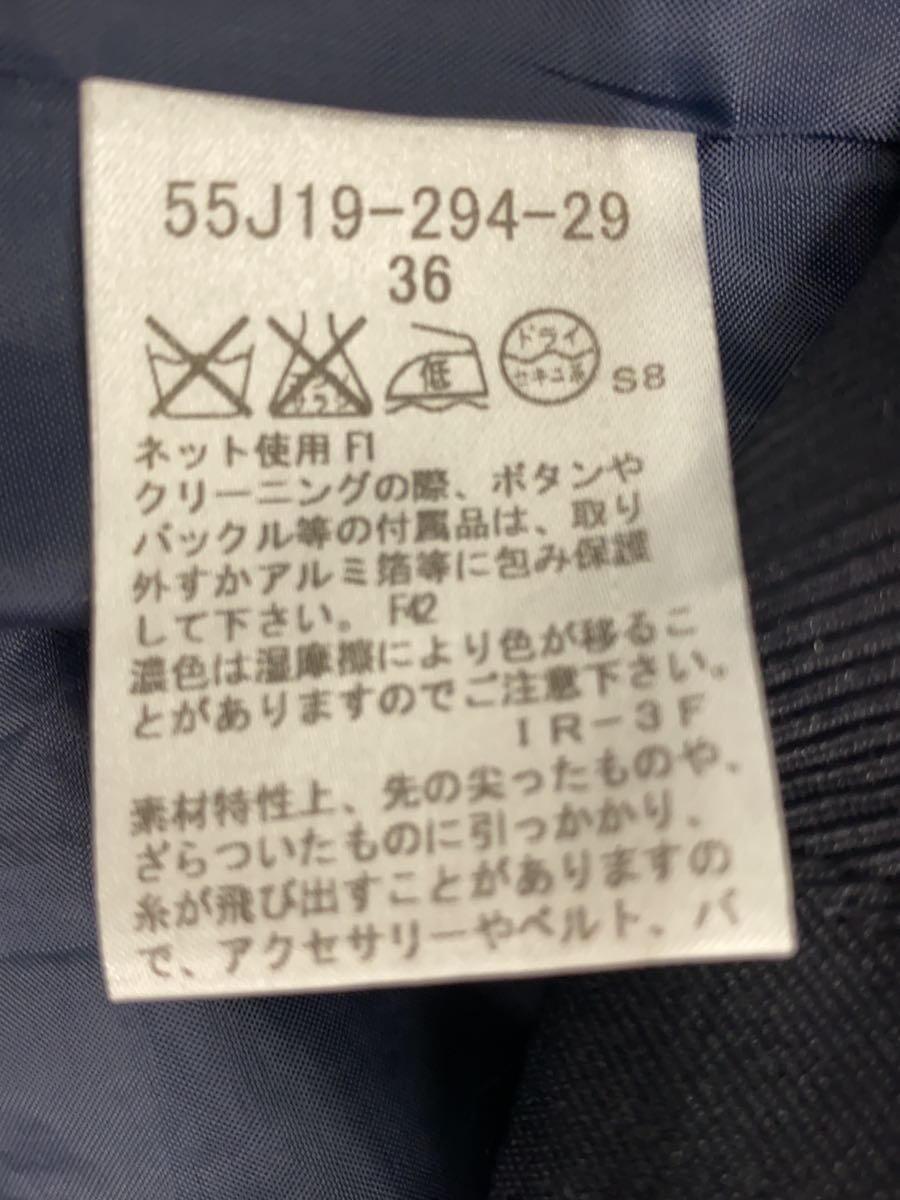 55J19-294-29
36
低
ドライ
セキユ系
S8
ネット使用 F1
クリーニングの際、ボタンや
バックル等の付属品は、取り
外すかアルミ箔等に包み保護
して下さい。 F42
濃色は湿摩擦により色が移るこ
とがありますのでご注意下さい。
IR-3F
素材特性上、先の尖ったものや、
ざらついたものに引っかかり、
糸が飛び出すことがありますの
で、アクセサリーやベルト、バ